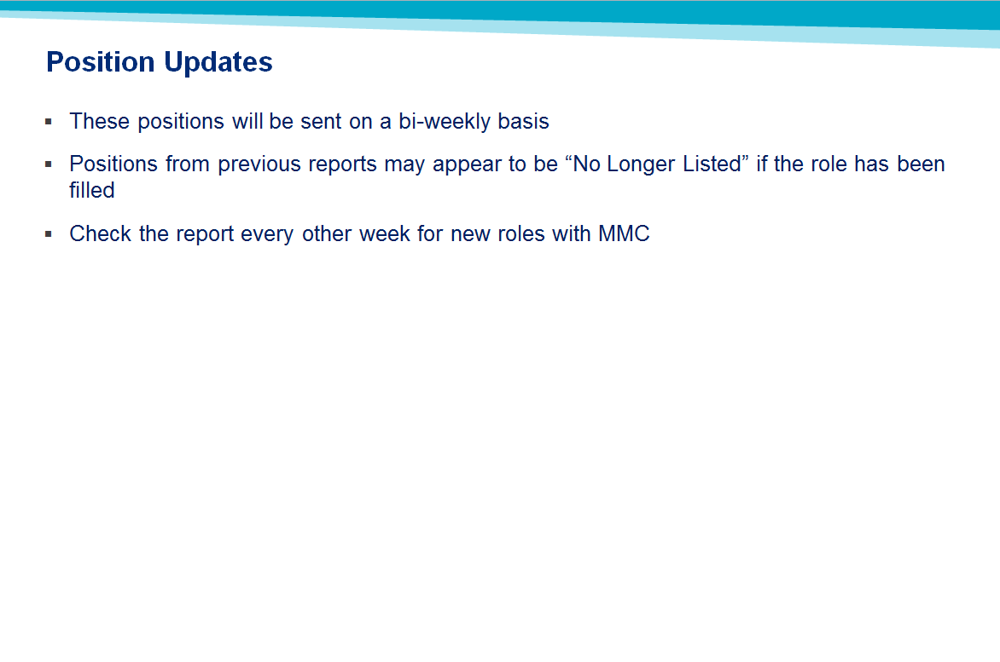 Position Updates
▪ These positions will be sent on a bi-weekly basis
▪ Positions from previous reports may appear to be “No Longer Listed” if the role has been
filled
▪ Check the report every other week for new roles with MMC